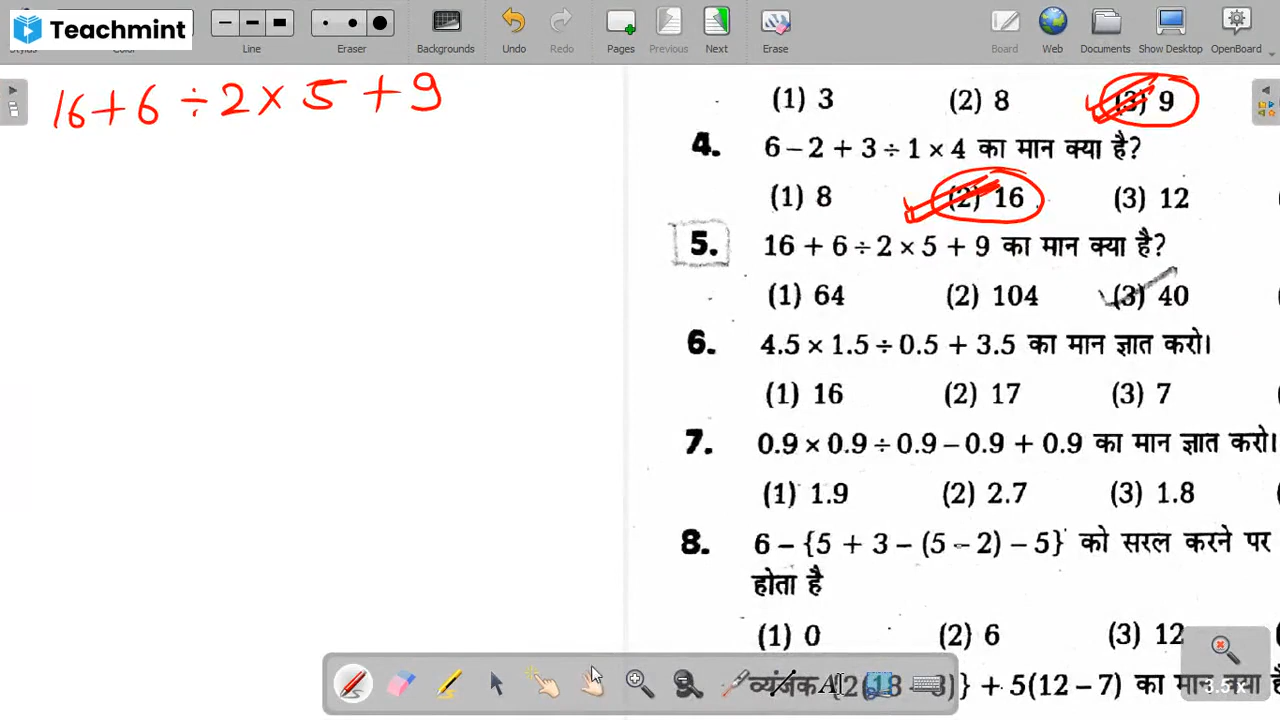 Teachmint
Color
Line
Eraser
Backgrounds
Undo
Redo
Pages
Previous
Next
Erase
Board
Web
Documents
Show Desktop
OpenBoard
16+6÷2×5+9
(1) 3 (2) 8 (3) 9
4. 6 – 2 + 3 ÷ 1 × 4 का मान क्या है?
(1) 8 (2) 16 (3) 12
5. 16 + 6 ÷ 2 × 5 + 9 का मान क्या है?
(1) 64 (2) 104 (3) 40
6. 4.5 × 1.5 ÷ 0.5 + 3.5 का मान ज्ञात करो।
(1) 16 (2) 17 (3) 7
7. 0.9 × 0.9 ÷ 0.9 – 0.9 + 0.9 का मान ज्ञात करो।
(1) 1.9 (2) 2.7 (3) 1.8
8. 6 – {5 + 3 – (5 – 2) – 5} को सरल करने पर
होता है
(1) 0 (2) 6 (3) 12
3.5 x
व्यंजक + 5(12 – 7) का मान क्या